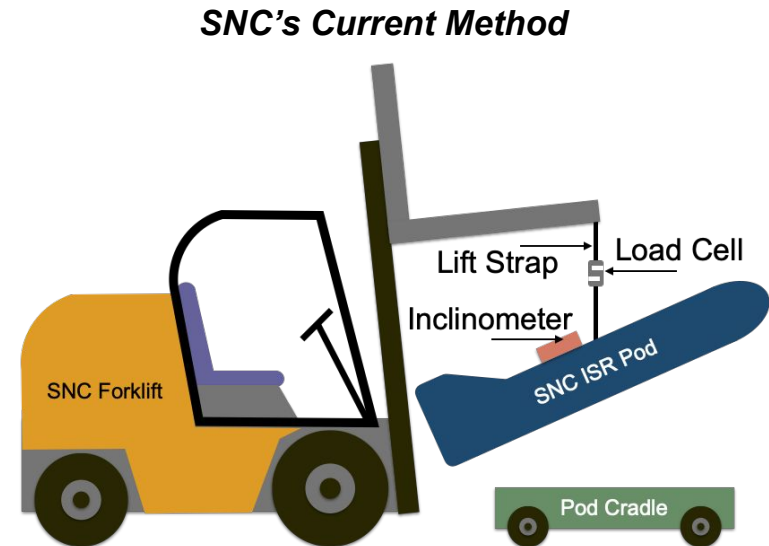 SNC's Current Method
Lift Strap
Load Cell
Inclinometer
SNC Forklift
SNC ISR Pod
Pod Cradle